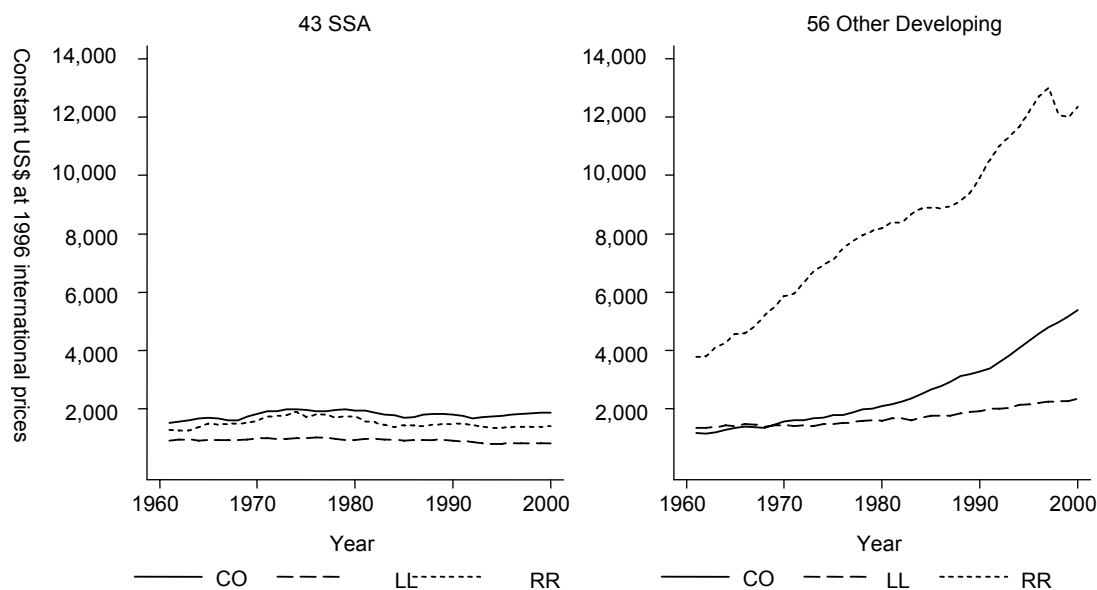 43 SSA
56 Other Developing
Constant US$ at 1996 international prices
14,000
12,000
10,000
8,000
6,000
4,000
2,000
1960 1970 1980 1990 2000
Year
CO LL RR
14,000
12,000
10,000
8,000
6,000
4,000
2,000
1960 1970 1980 1990 2000
Year
CO LL RR